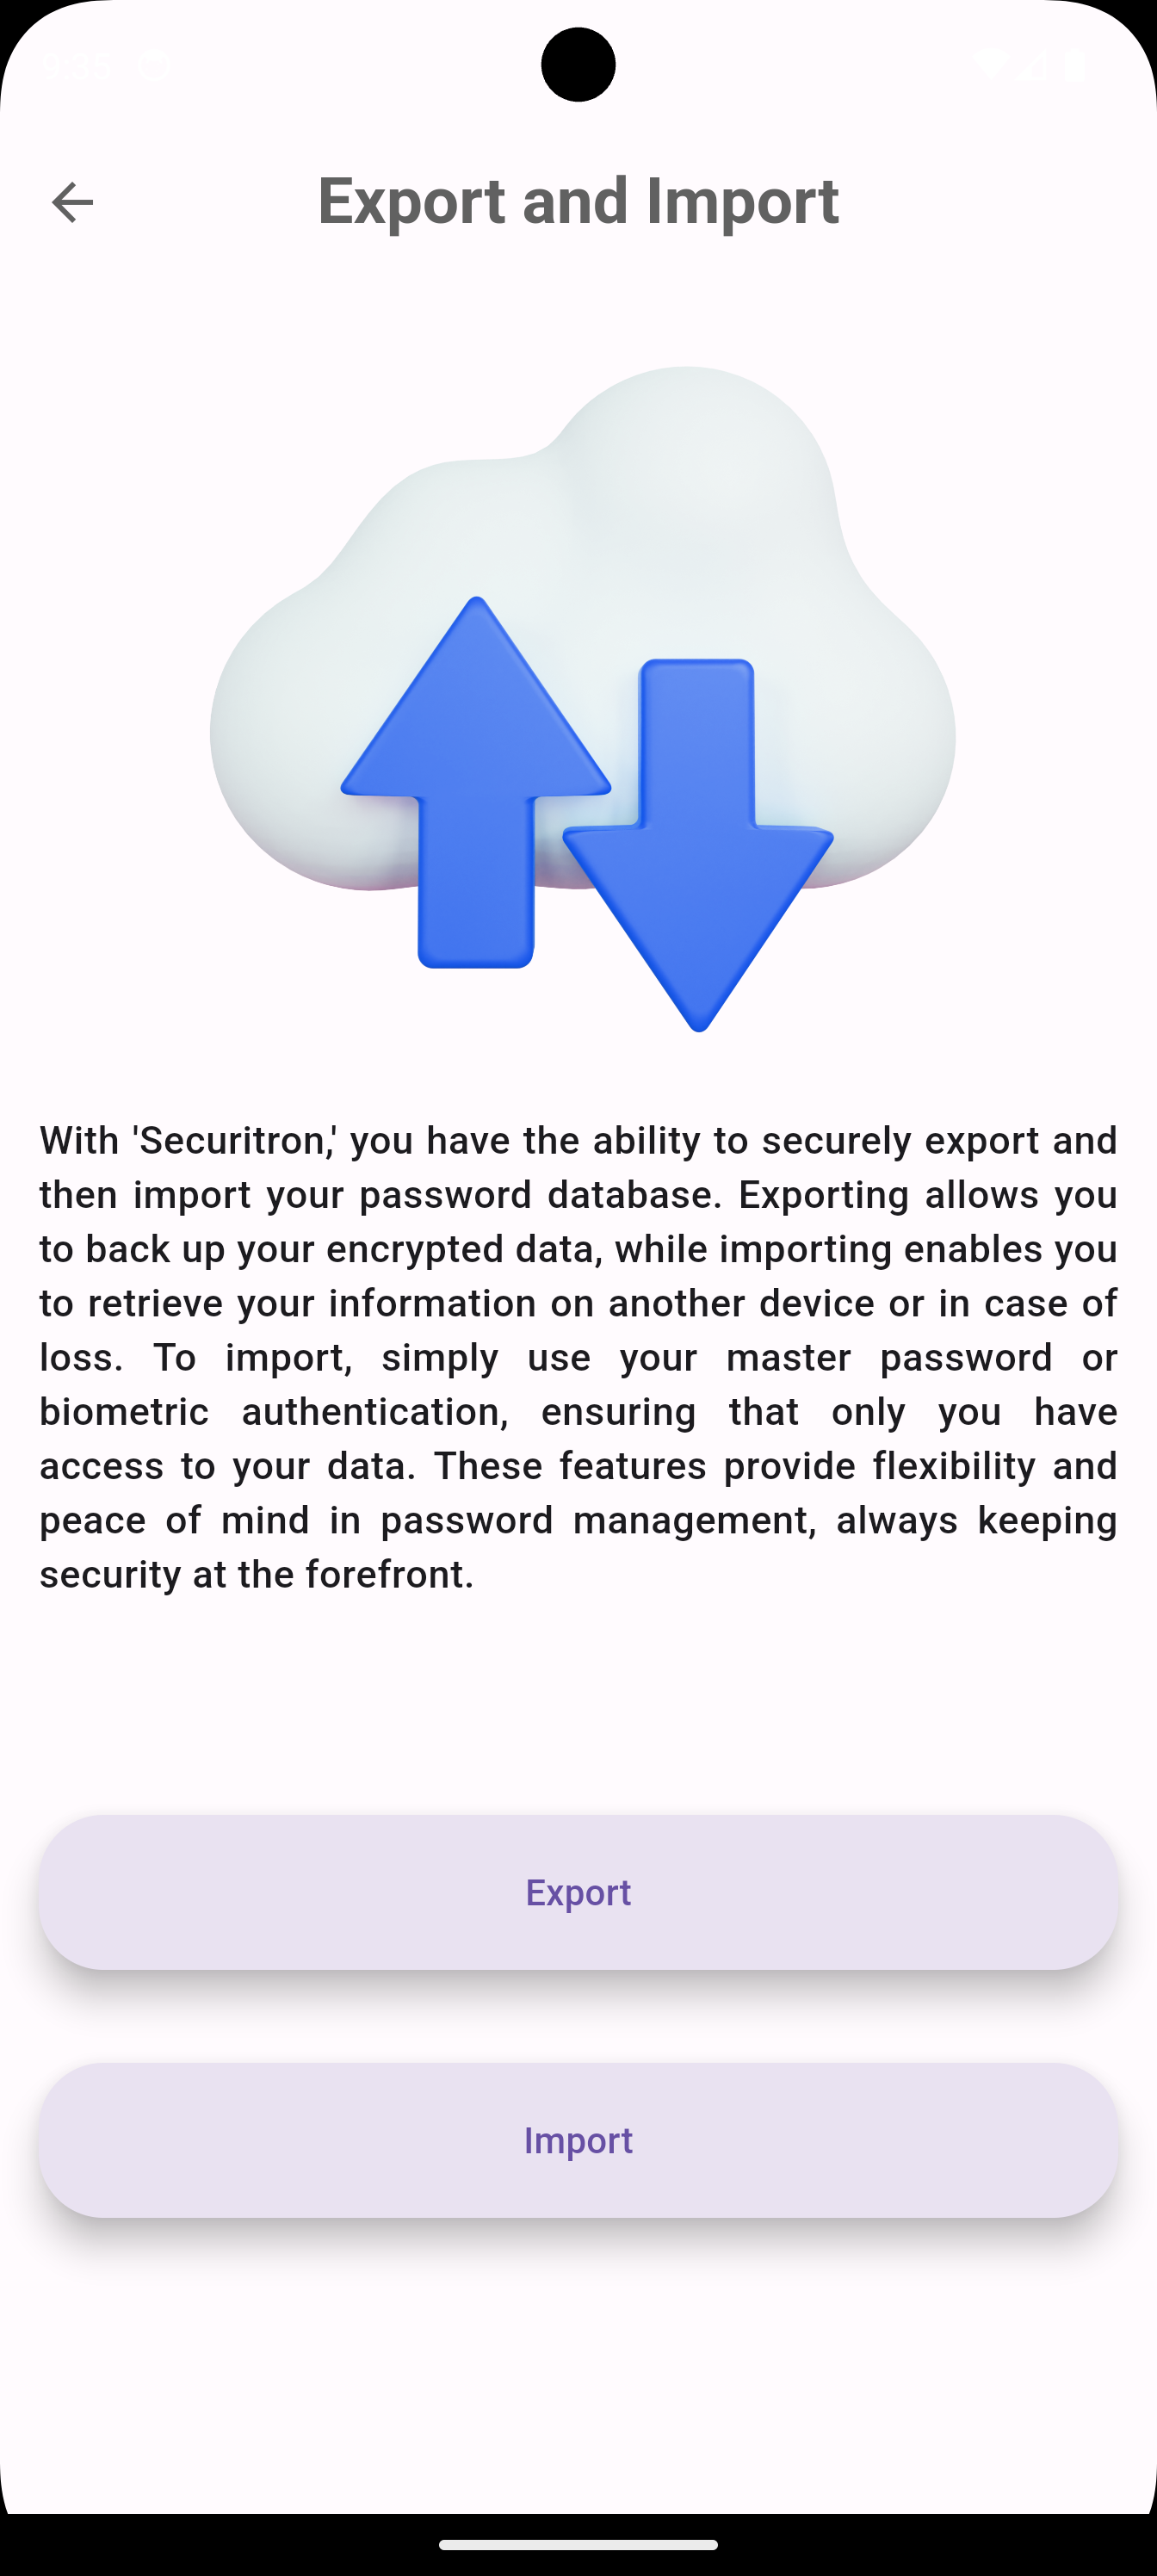 Export and Import
With 'Securitron,' you have the ability to securely export and
then import your password database. Exporting allows you
to back up your encrypted data, while importing enables you
to retrieve your information on another device or in case of
loss. To import, simply use your master password or
biometric authentication, ensuring that only you have
access to your data. These features provide flexibility and
peace of mind in password management, always keeping
security at the forefront.
Export
Import